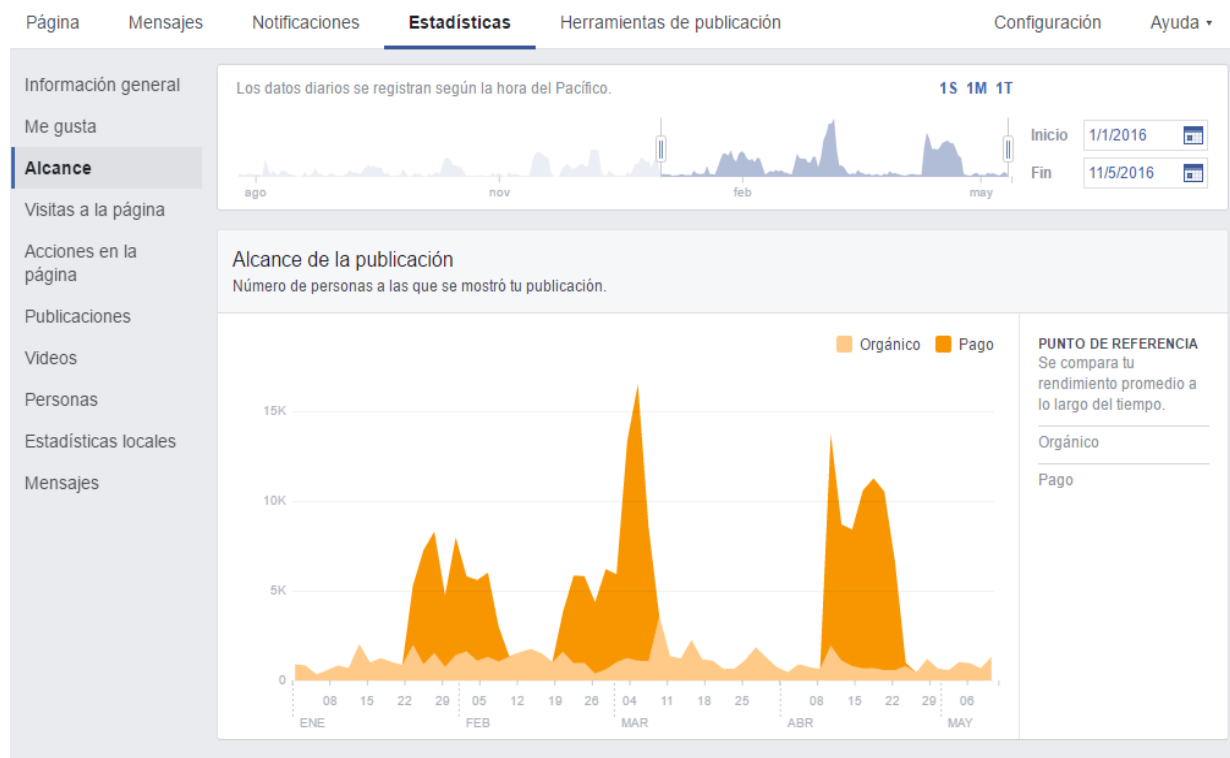 Página Mensajes Notificaciones Estadísticas Herramientas de publicación Configuración Ayuda
Información general
Me gusta
Alcance
Visitas a la página
Acciones en la
página
Publicaciones
Videos
Personas
Estadísticas locales
Mensajes
Los datos diarios se registran según la hora del Pacífico.
1S 1M 1T
ago nov feb may
Inicio 1/1/2016
Fin 11/5/2016
Alcance de la publicación
Número de personas a las que se mostró tu publicación.
Orgánico Pago
15K
10K
5K
0
08 15 22 29 05 12 19 26 04 11 18 25 08 15 22 29 06
ENE FEB MAR ABR MAY
PUNTO DE REFERENCIA
Se compara tu
rendimiento promedio a
lo largo del tiempo.
Orgánico
Pago